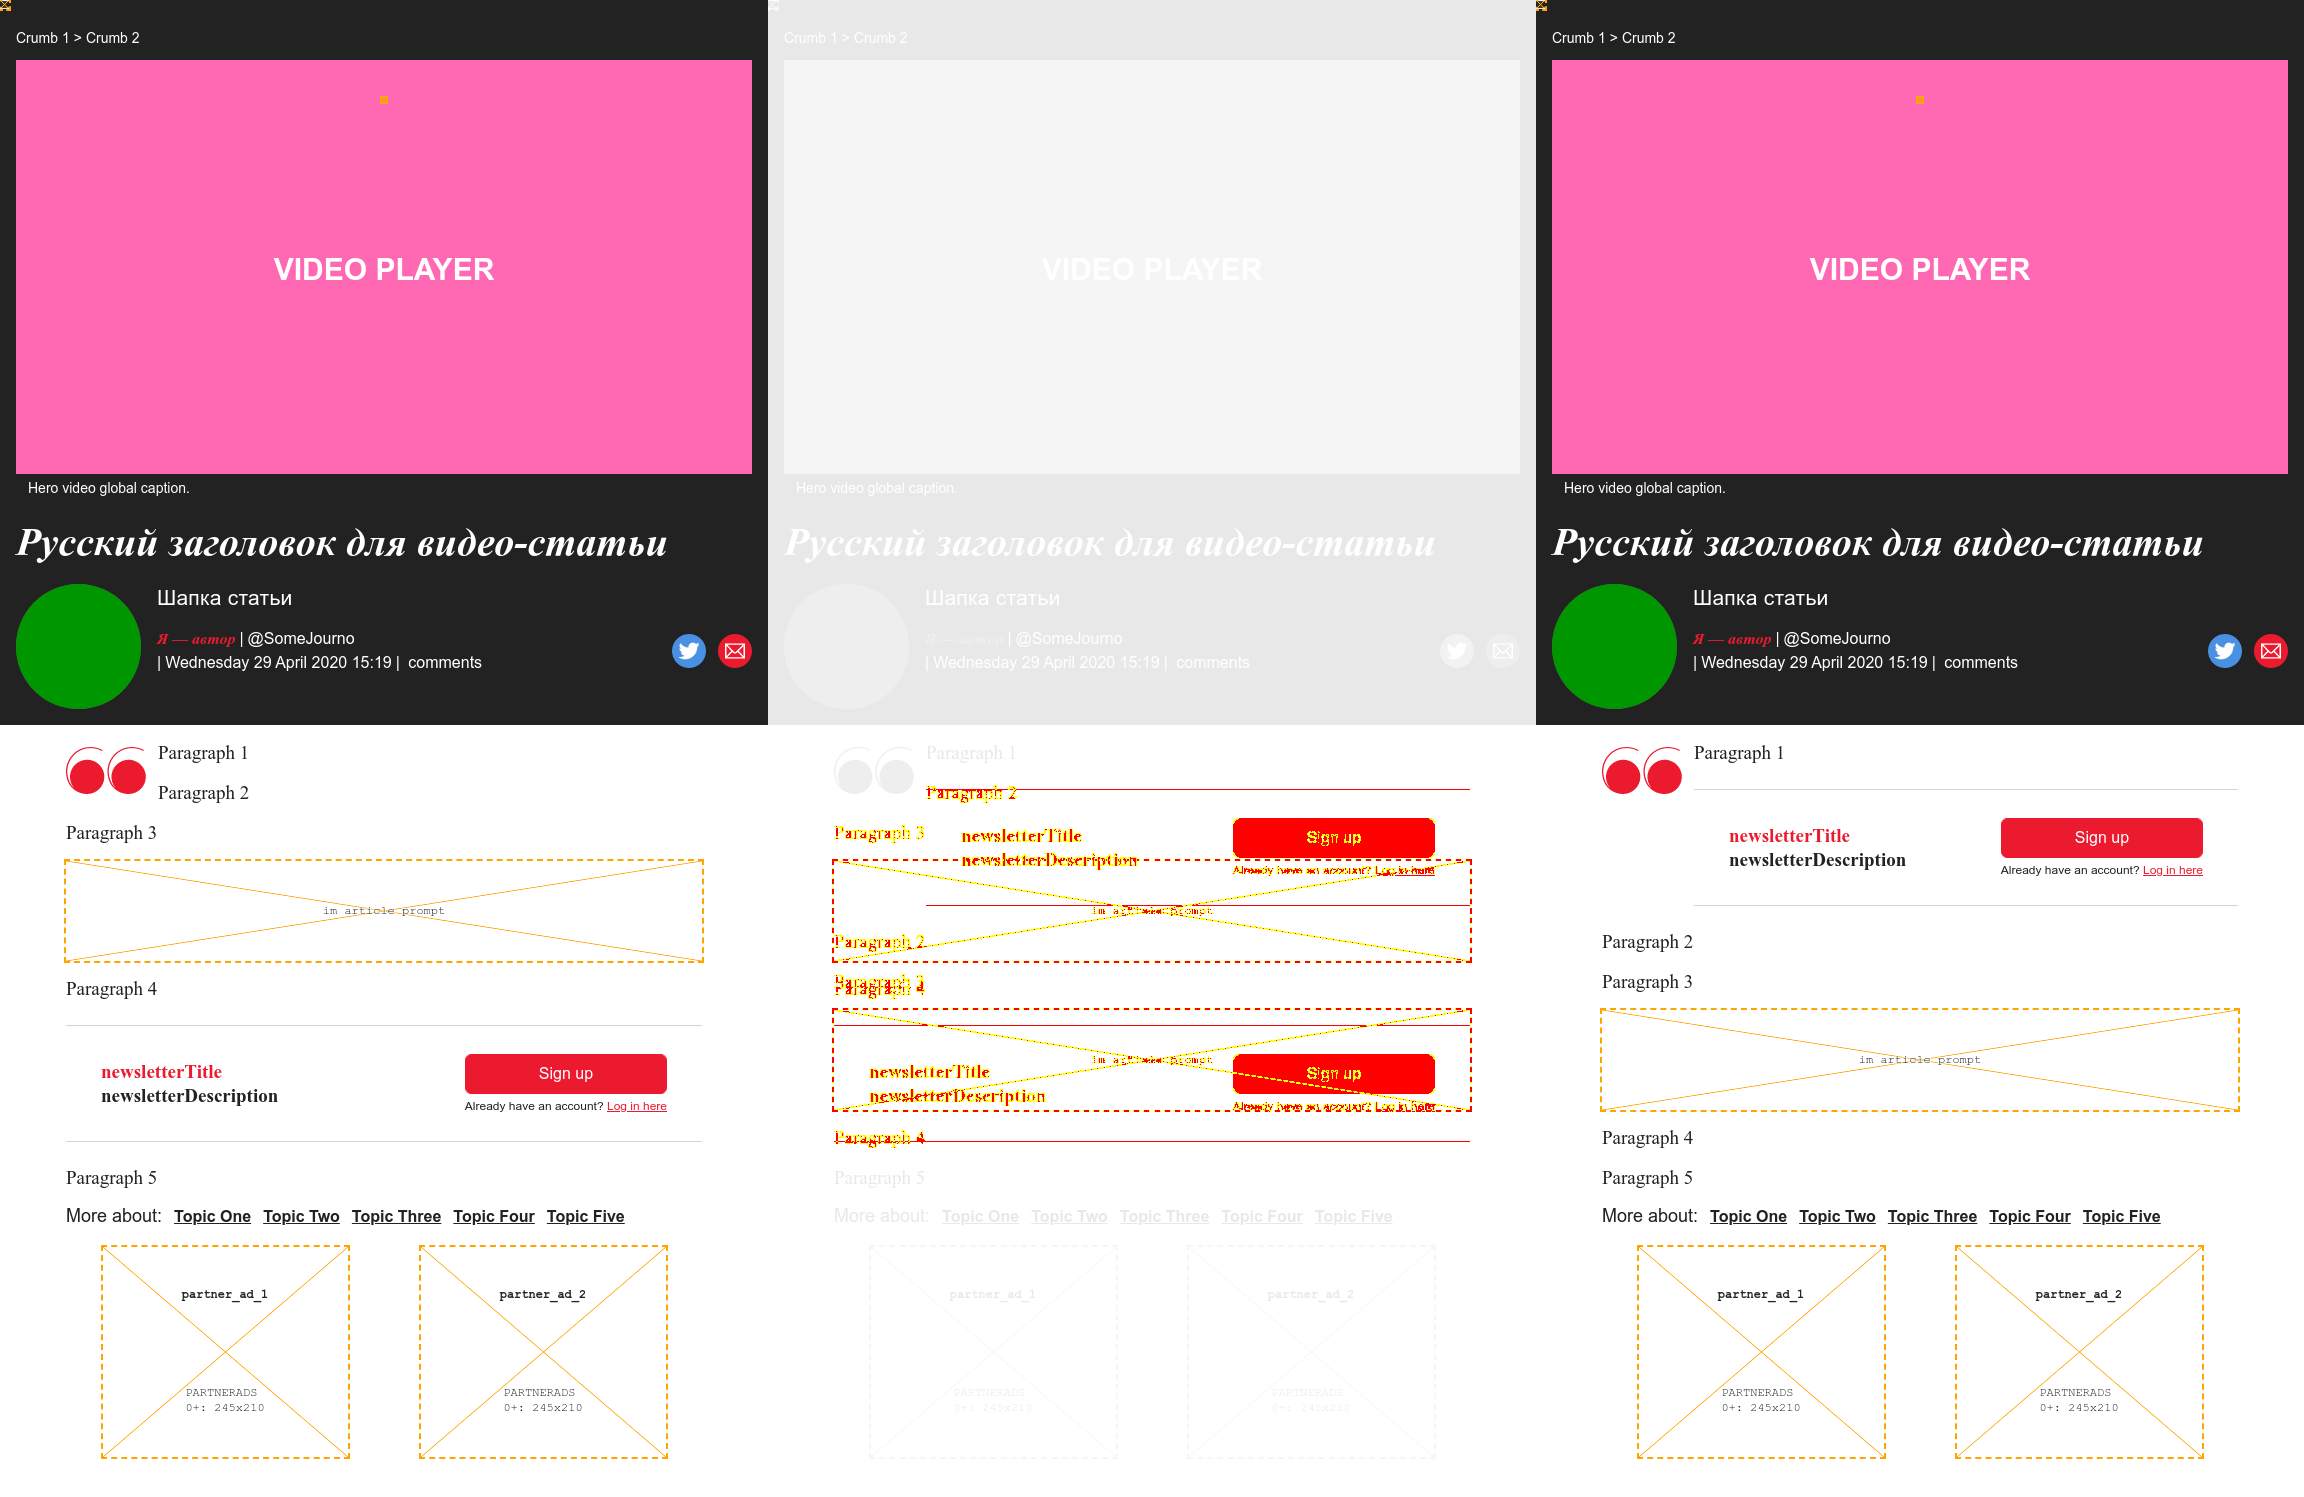 Crumb 1 > Crumb 2
VIDEO PLAYER
Hero video global caption.
Русский заголовок для видео-статьи
Шапка статьи
Я — автор | @SomeJourno
| Wednesday 29 April 2020 15:19 | comments
Paragraph 1
Paragraph 2
Paragraph 3
im article prompt
Paragraph 4
newsletterTitle
newsletterDescription
Sign up
Already have an account? Log in here
Paragraph 5
More about: Topic One Topic Two Topic Three Topic Four Topic Five
partner_ad_1
PARTNERADS
0+: 245x210
partner_ad_2
PARTNERADS
0+: 245x210
Crumb 1 > Crumb 2
VIDEO PLAYER
Hero video global caption.
Русский заголовок для видео-статьи
Шапка статьи
Я — автор | @SomeJourno
| Wednesday 29 April 2020 15:19 | comments
Paragraph 1
Paragraph 2
Paragraph 3
newsletterTitle
newsletterDescription
Sign up
Already have an account? Log in here
im article prompt
Paragraph 2
Paragraph 3
Paragraph 4
im article prompt
newsletterTitle
newsletterDescription
Sign up
Already have an account? Log in here
Paragraph 4
Paragraph 5
More about: Topic One Topic Two Topic Three Topic Four Topic Five
partner_ad_1
PARTNERADS
0+: 245x210
partner_ad_2
PARTNERADS
0+: 245x210
Crumb 1 > Crumb 2
VIDEO PLAYER
Hero video global caption.
Русский заголовок для видео-статьи
Шапка статьи
Я — автор | @SomeJourno
| Wednesday 29 April 2020 15:19 | comments
Paragraph 1
newsletterTitle
newsletterDescription
Sign up
Already have an account? Log in here
Paragraph 2
Paragraph 3
im article prompt
Paragraph 4
Paragraph 5
More about: Topic One Topic Two Topic Three Topic Four Topic Five
partner_ad_1
PARTNERADS
0+: 245x210
partner_ad_2
PARTNERADS
0+: 245x210